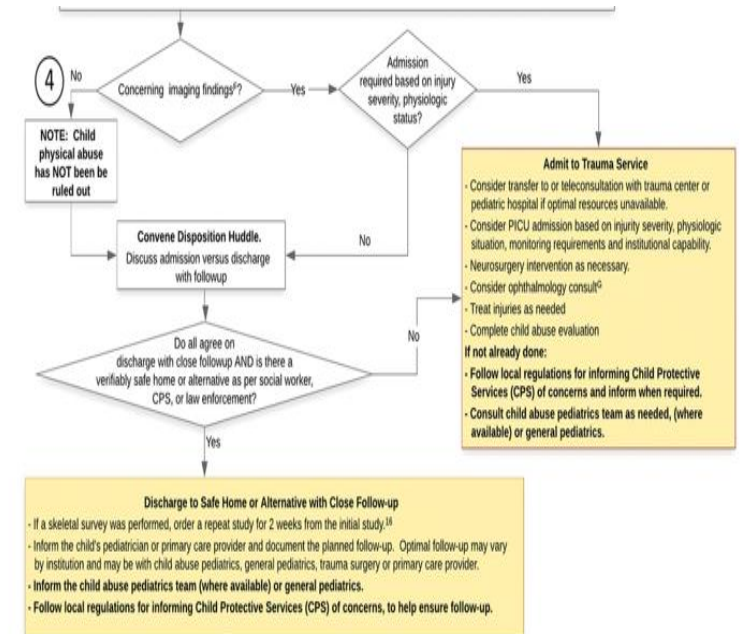 4
No
Concerning imaging findingsF?
Yes
Admission
required based on injury
severity, physiologic
status?
Yes
NOTE: Child
physical abuse
has NOT been be
ruled out
Convene Disposition Huddle.
Discuss admission versus discharge
with followup
No
Admit to Trauma Service
- Consider transfer to or teleconsultation with trauma center or
pediatric hospital if optimal resources unavailable.
- Consider PICU admission based on injurity severity, physiologic
situation, monitoring requirements and institutional capability.
- Neurosurgery intervention as necessary.
- Consider ophthalmology consultG
- Treat injuries as needed
- Complete child abuse evaluation
If not already done:
- Follow local regulations for informing Child Protective
Services (CPS) of concerns and inform when required.
- Consult child abuse pediatrics team as needed, (where
available) or general pediatrics.
Do all agree on
discharge with close followup AND is there a
verifiably safe home or alternative as per social worker,
CPS, or law enforcement?
No
Yes
Discharge to Safe Home or Alternative with Close Follow-up
- If a skeletal survey was performed, order a repeat study for 2 weeks from the initial study.16
- Inform the child's pediatrician or primary care provider and document the planned follow-up. Optimal follow-up may vary
by institution and may be with child abuse pediatrics, general pediatrics, trauma surgery or primary care provider.
- Inform the child abuse pediatrics team (where available) or general pediatrics.
- Follow local regulations for informing Child Protective Services (CPS) of concerns, to help ensure follow-up.